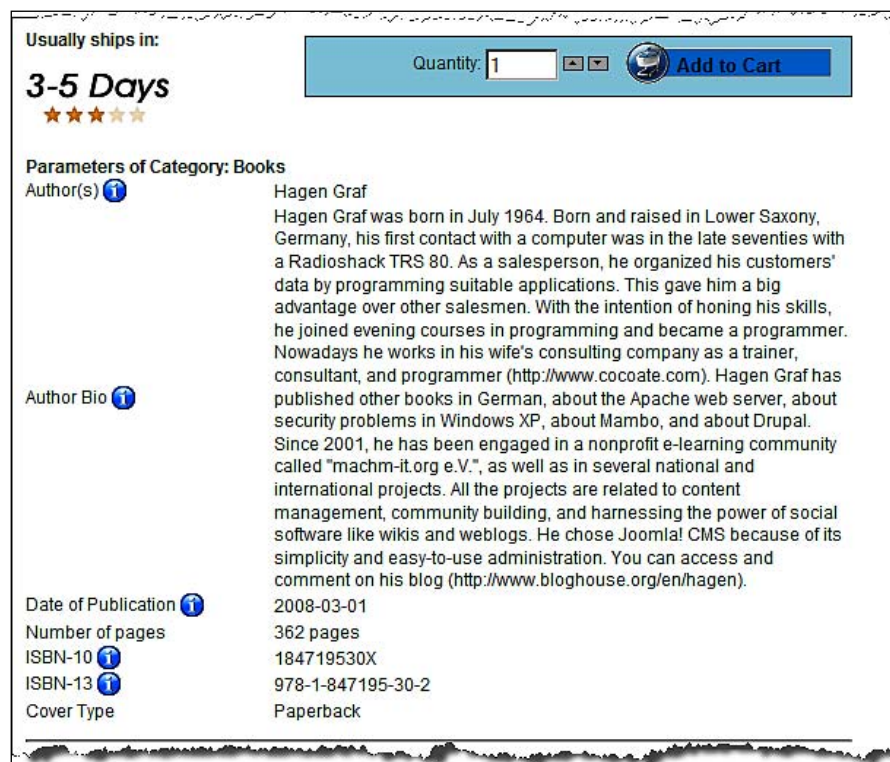 Usually ships in:
Quantity: 1 Add to Cart
3-5 Days
Parameters of Category: Books
Author(s) Hagen Graf
Hagen Graf was born in July 1964. Born and raised in Lower Saxony,
Germany, his first contact with a computer was in the late seventies with
a Radioshack TRS 80. As a salesperson, he organized his customers'
data by programming suitable applications. This gave him a big
advantage over other salesmen. With the intention of honing his skills,
he joined evening courses in programming and became a programmer.
Nowadays he works in his wife's consulting company as a trainer,
consultant, and programmer (http://www.cocoate.com). Hagen Graf has
Author Bio published other books in German, about the Apache web server, about
security problems in Windows XP, about Mambo, and about Drupal.
Since 2001, he has been engaged in a nonprofit e-learning community
called "machm-it.org e.V.", as well as in several national and
international projects. All the projects are related to content
management, community building, and harnessing the power of social
software like wikis and weblogs. He chose Joomla! CMS because of its
simplicity and easy-to-use administration. You can access and
comment on his blog (http://www.bloghouse.org/en/hagen).
Date of Publication 2008-03-01
Number of pages 362 pages
ISBN-10 184719530X
ISBN-13 978-1-847195-30-2
Cover Type Paperback